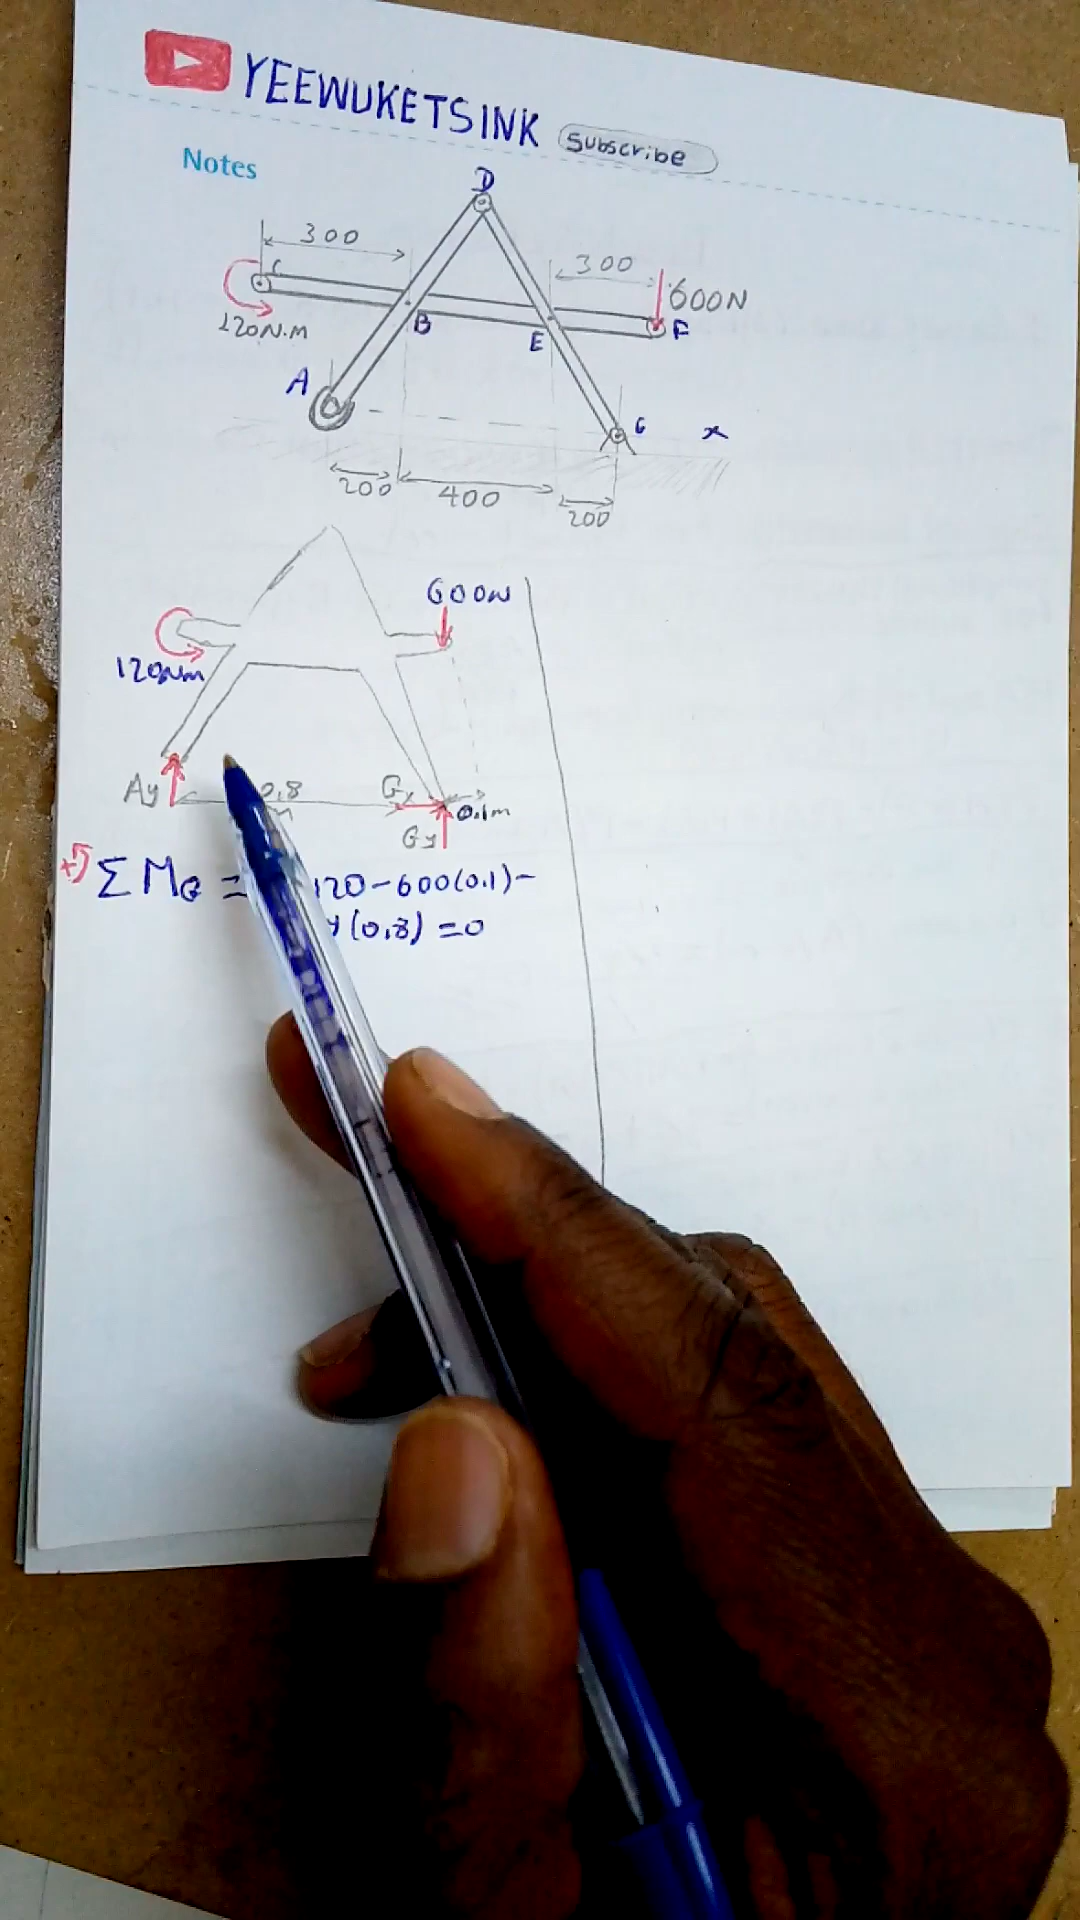 YEEWUKETSINK
Subscribe
Notes
D
300
300
C
600N
120N.m
B
E
F
A
G
x
200
400
200
600N
120Nm
Ay
0,8
Gx
0.1m
Gy
+ ΣMG = 120-600(0.1)-
(0,8) =0